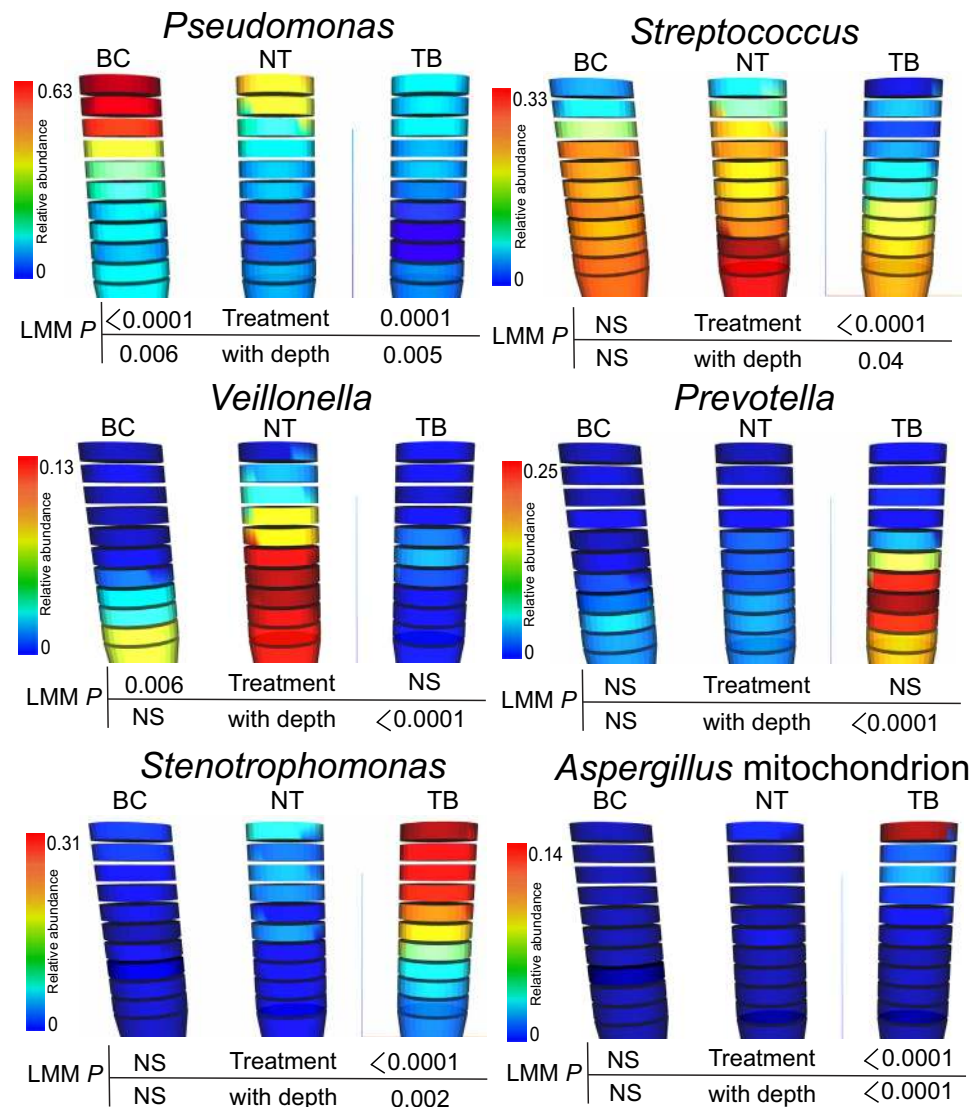 Pseudomonas
BC NT TB
0.63
Relative abundance
0
LMM P <0.0001 Treatment 0.0001
0.006 with depth 0.005
Streptococcus
BC NT TB
0.33
Relative abundance
0
LMM P NS Treatment <0.0001
NS with depth 0.04
Veillonella
BC NT TB
0.13
Relative abundance
0
LMM P 0.006 Treatment NS
NS with depth <0.0001
Prevotella
BC NT TB
0.25
Relative abundance
0
LMM P NS Treatment NS
NS with depth <0.0001
Stenotrophomonas
BC NT TB
0.31
Relative abundance
0
LMM P NS Treatment <0.0001
NS with depth 0.002
Aspergillus mitochondrion
BC NT TB
0.14
Relative abundance
0
LMM P NS Treatment <0.0001
NS with depth <0.0001